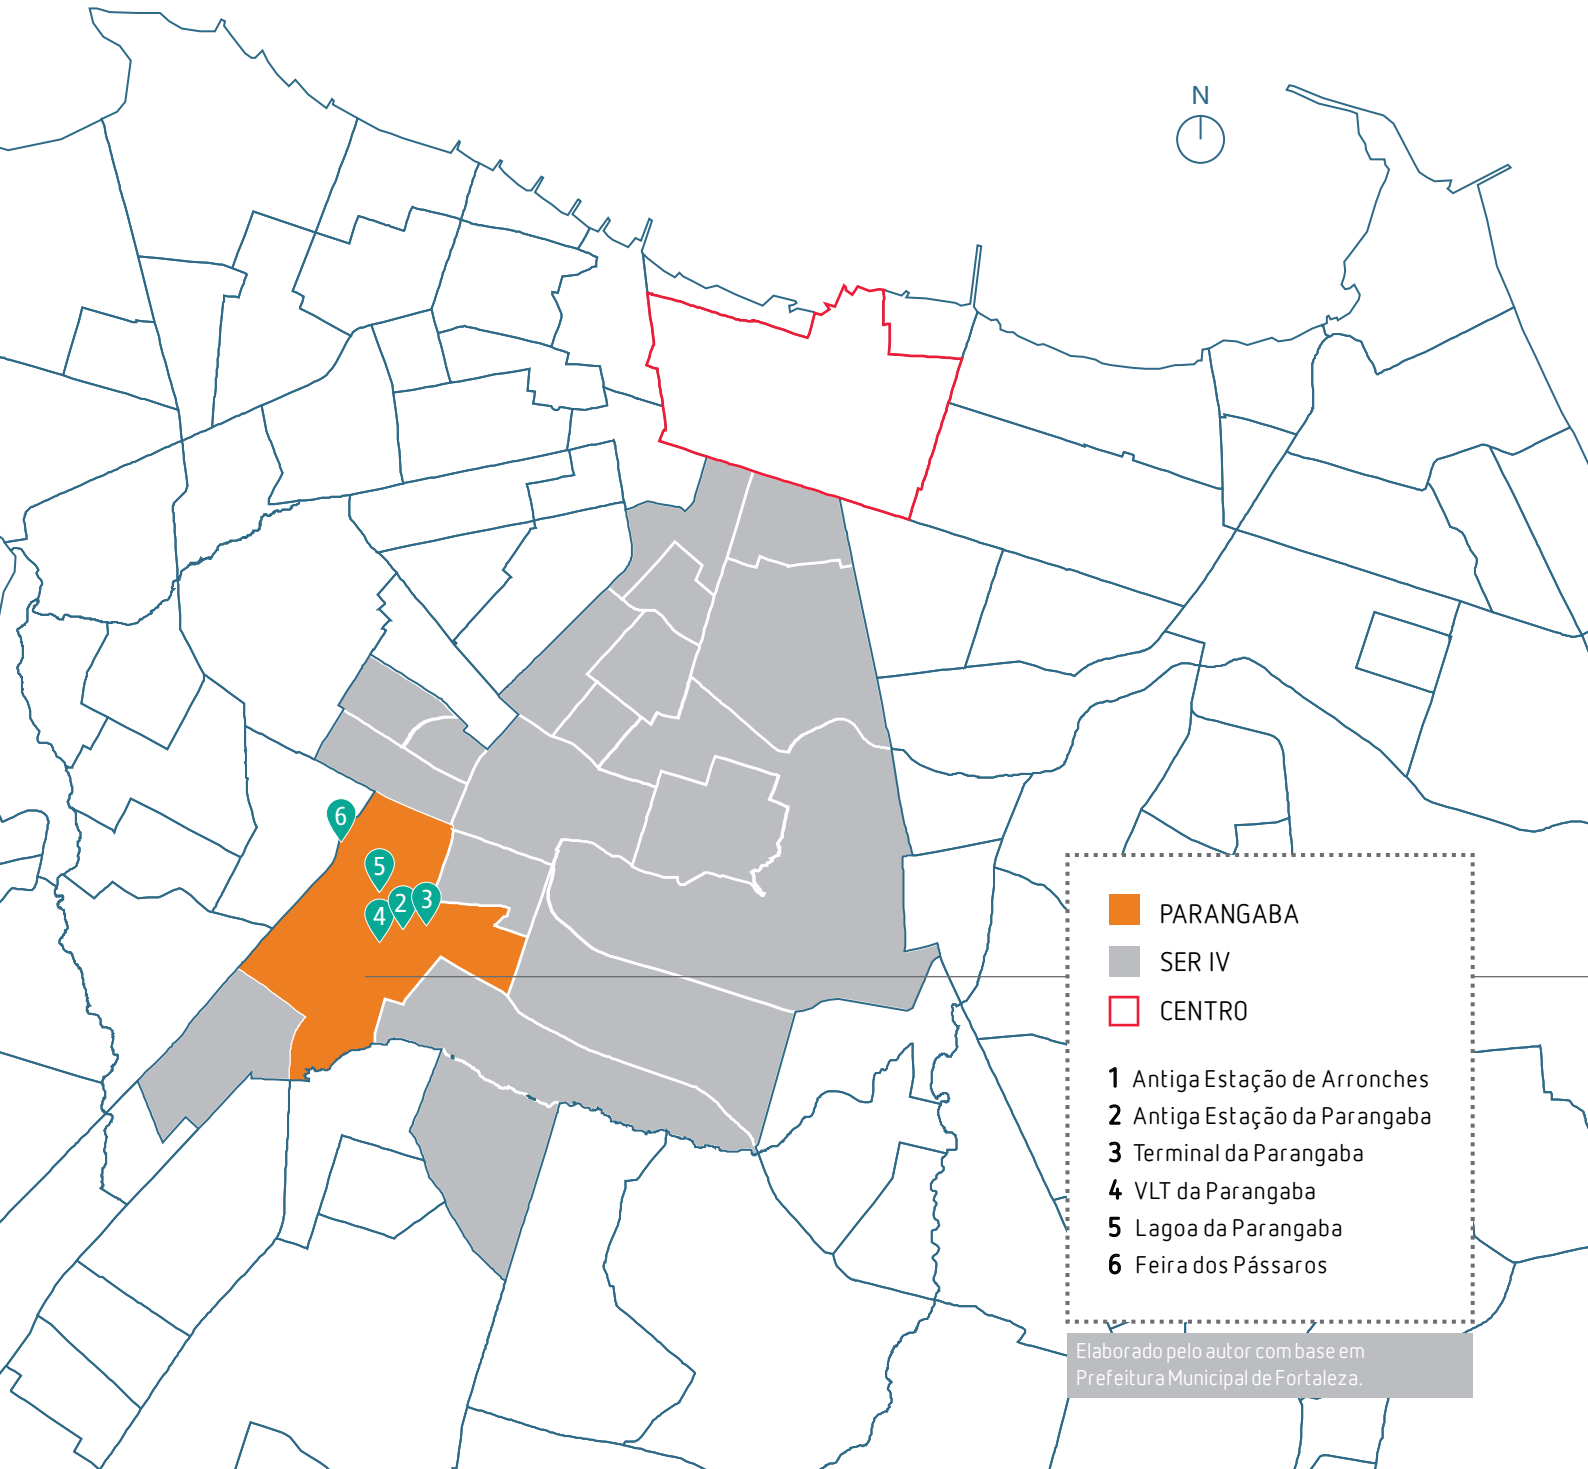 N
6
5
4
2
3
PARANGABA
SER IV
CENTRO
1 Antiga Estação de Arronches
2 Antiga Estação da Parangaba
3 Terminal da Parangaba
4 VLT da Parangaba
5 Lagoa da Parangaba
6 Feira dos Pássaros
Elaborado pelo autor com base em
Prefeitura Municipal de Fortaleza.